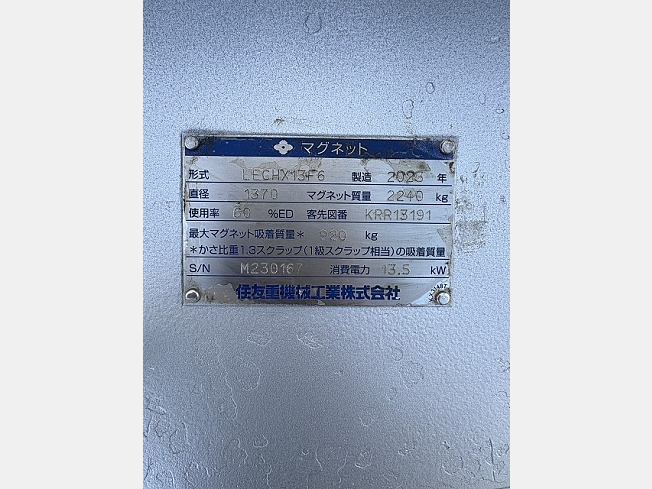 マグネット
形式 LECHX13F6 製造 2023 年
直径 1370 マグネット質量 2240 kg
使用率 60 %ED 客先図番 KRR13191
最大マグネット吸着質量* 980 kg
*かさ比重1.3スクラップ(1級スクラップ相当)の吸着質量
S/N M230167 消費電力 13.5 kW
住友重機械工業株式会社